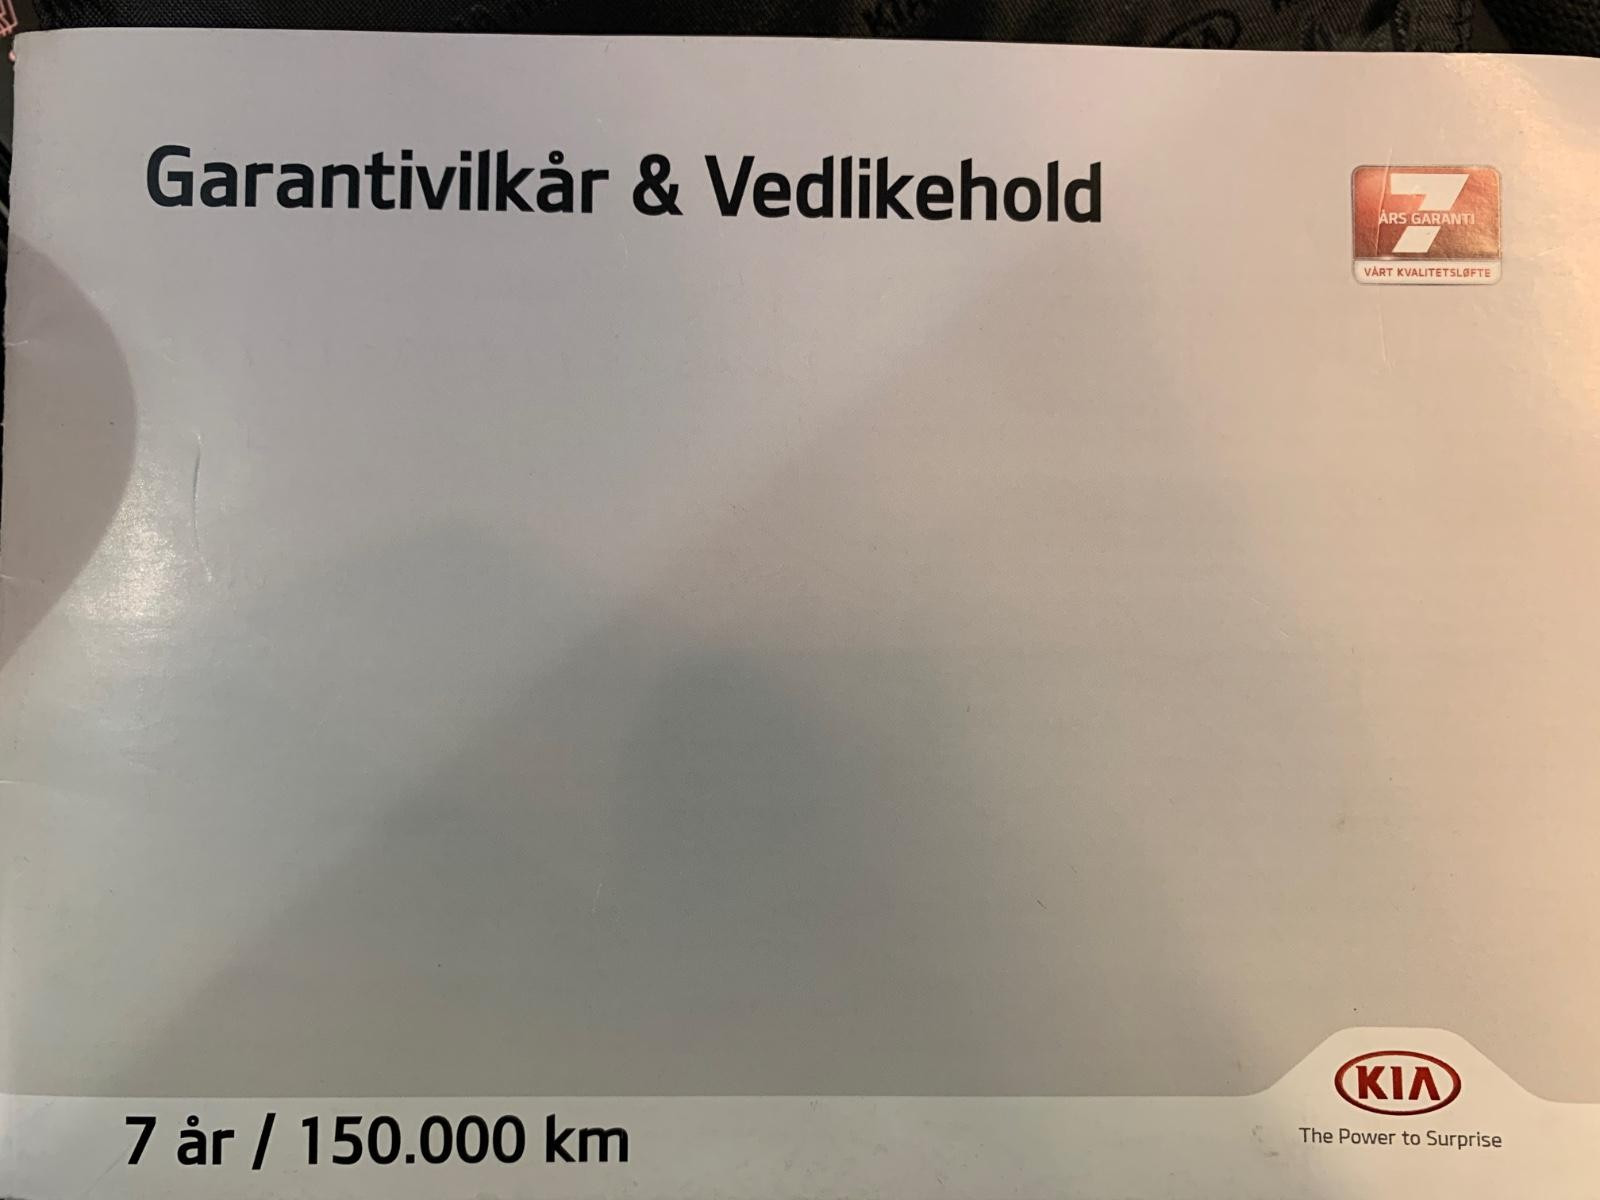 Garantivilkår & Vedlikehold
7
ÅRS GARANTI
VÅRT KVALITETSLØFTE
7 år / 150.000 km
KIA
The Power to Surprise